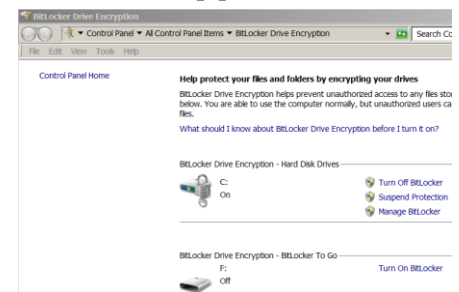 BitLocker Drive Encryption
Control Panel All Control Panel Items BitLocker Drive Encryption Search Co
File Edit View Tools Help
Control Panel Home
Help protect your files and folders by encrypting your drives
BitLocker Drive Encryption helps prevent unauthorized access to any files sto
below. You are able to use the computer normally, but unauthorized users ca
files.
What should I know about BitLocker Drive Encryption before I turn it on?
BitLocker Drive Encryption - Hard Disk Drives
C: Turn Off BitLocker
On Suspend Protection
Manage BitLocker
BitLocker Drive Encryption - BitLocker To Go
F: Turn On BitLocker
Off